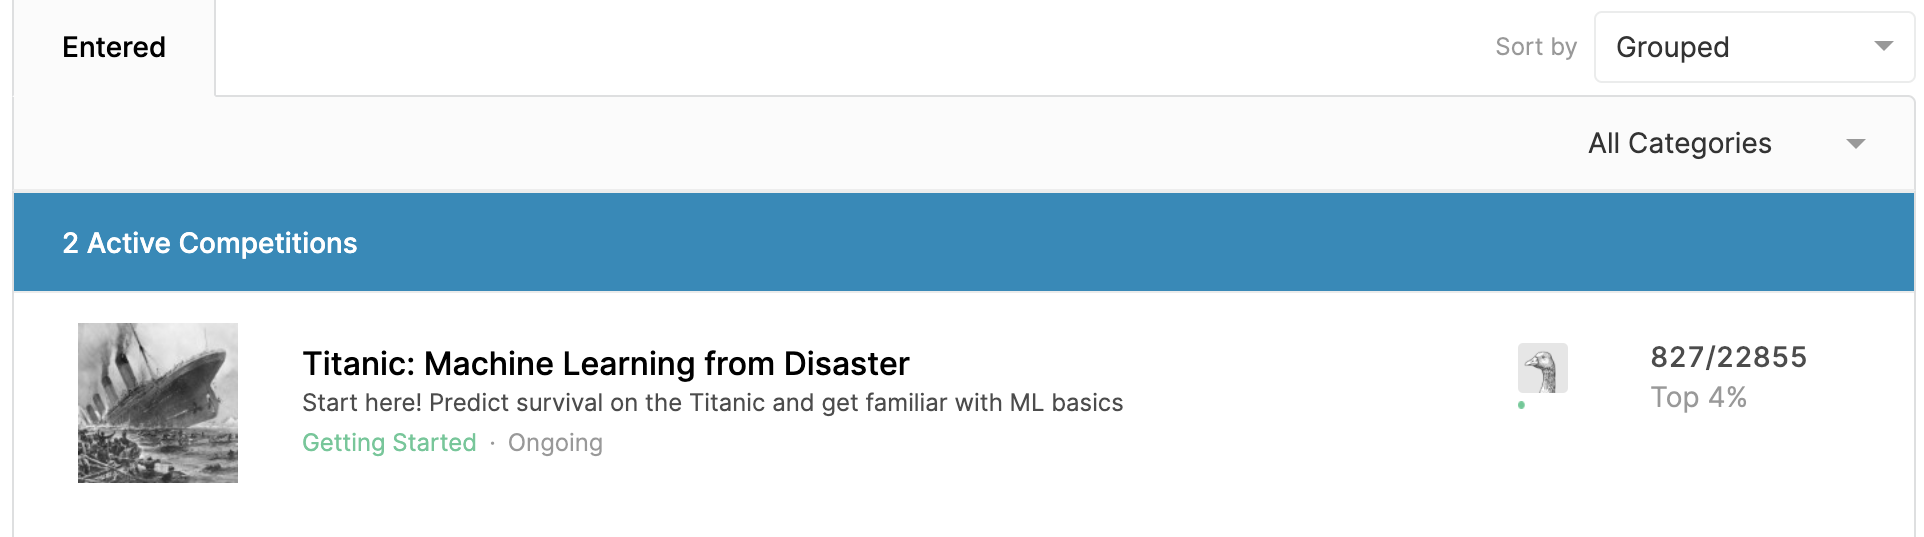 Entered
Sort by Grouped
All Categories
2 Active Competitions
Titanic: Machine Learning from Disaster
Start here! Predict survival on the Titanic and get familiar with ML basics
Getting Started · Ongoing
827/22855
Top 4%